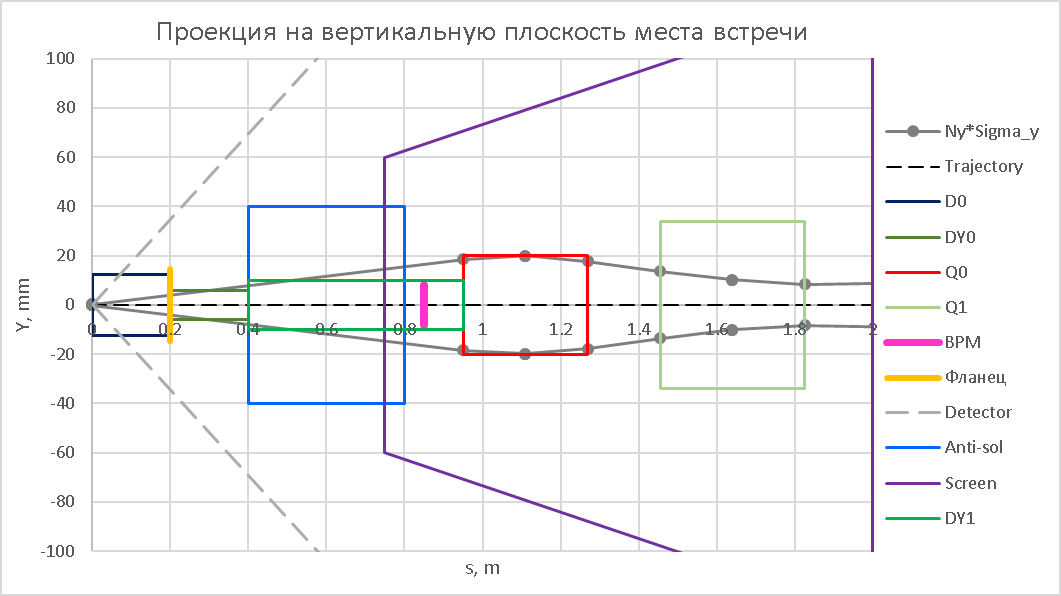 Проекция на вертикальную плоскость места встречи
100
80
60
40
20
0
-20
-40
-60
-80
-100
Y, mm
0 0.2 0.4 0.6 0.8 1 1.2 1.4 1.6 1.8 2
s, m
Ny*Sigma_y
Trajectory
D0
DY0
Q0
Q1
BPM
Фланец
Detector
Anti-sol
Screen
DY1